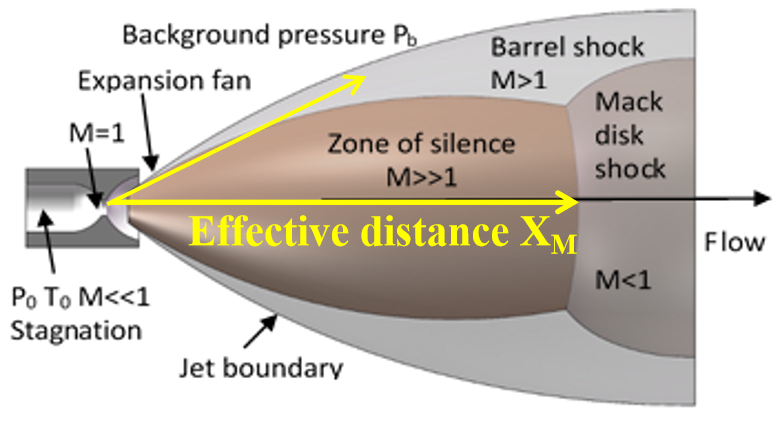 Background pressure Pb
Barrel shock
M>1
Expansion fan
Mack
disk
shock
M=1
Zone of silence
M>>1
Effective distance XM
Flow
M<1
P0 T0 M<<1
Stagnation
Jet boundary